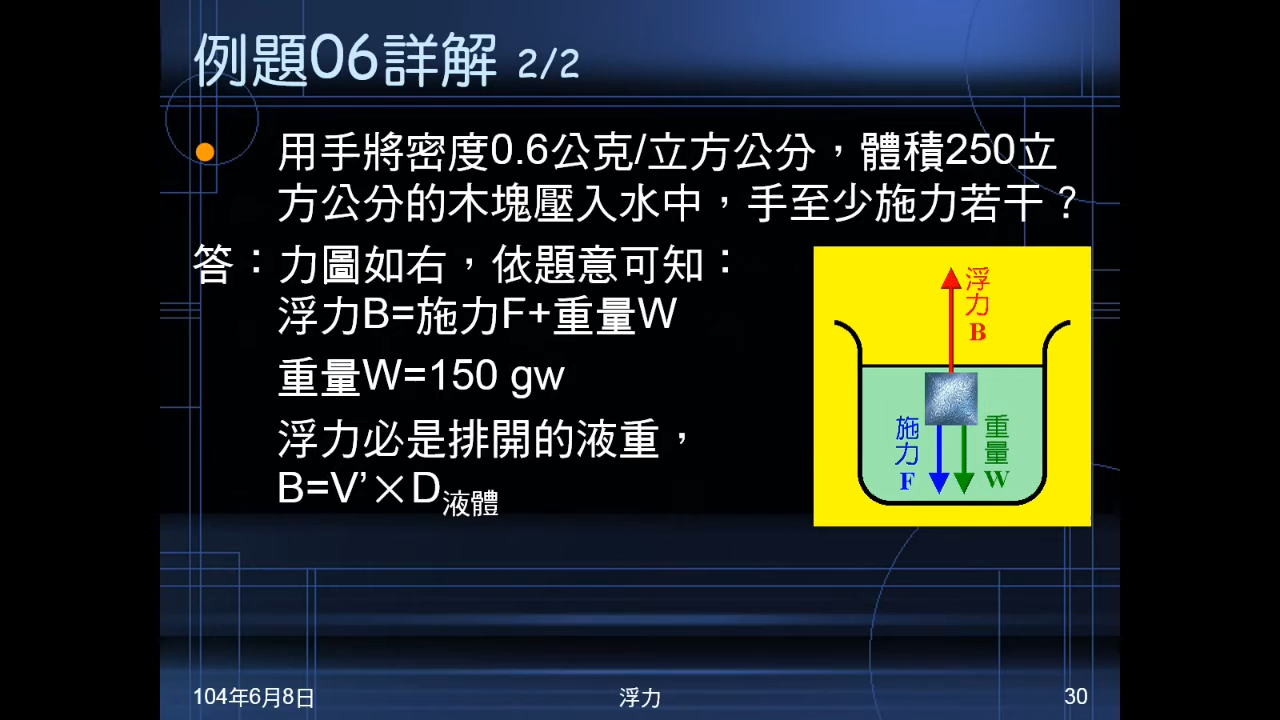 例題06詳解 2/2
用手將密度0.6公克/立方公分，體積250立
方公分的木塊壓入水中，手至少施力若干？
答：力圖如右，依題意可知：
浮力B=施力F+重量W
重量W=150 gw
浮力必是排開的液重，
B=V’×D液體
浮力
B
施力
F
重量
W
104年6月8日
浮力
30